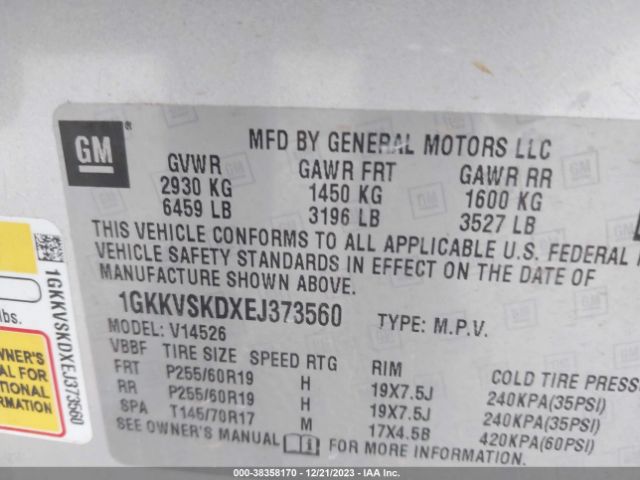 GM
®
MFD BY GENERAL MOTORS LLC
GVWR GAWR FRT GAWR RR
2930 KG 1450 KG 1600 KG
6459 LB 3196 LB 3527 LB
THIS VEHICLE CONFORMS TO ALL APPLICABLE U.S. FEDERAL
VEHICLE SAFETY STANDARDS IN EFFECT ON THE DATE OF
MANUFACTURE SHOWN ABOVE.
1GKKVSKDXEJ373560 TYPE: M.P.V.
MODEL: V14526
VBBF TIRE SIZE SPEED RTG RIM COLD TIRE PRESS
FRT P255/60R19 H 19X7.5J 240KPA(35PSI)
RR P255/60R19 H 19X7.5J 240KPA(35PSI)
SPA T145/70R17 M 17X4.5B 420KPA(60PSI)
SEE OWNER'S MANUAL FOR MORE INFORMATION.
1GKKVSKDXEJ373560
lbs.
OWNER'S
AL FOR
TIONAL
MATION
000-38358170 - 12/21/2023 - IAA Inc.